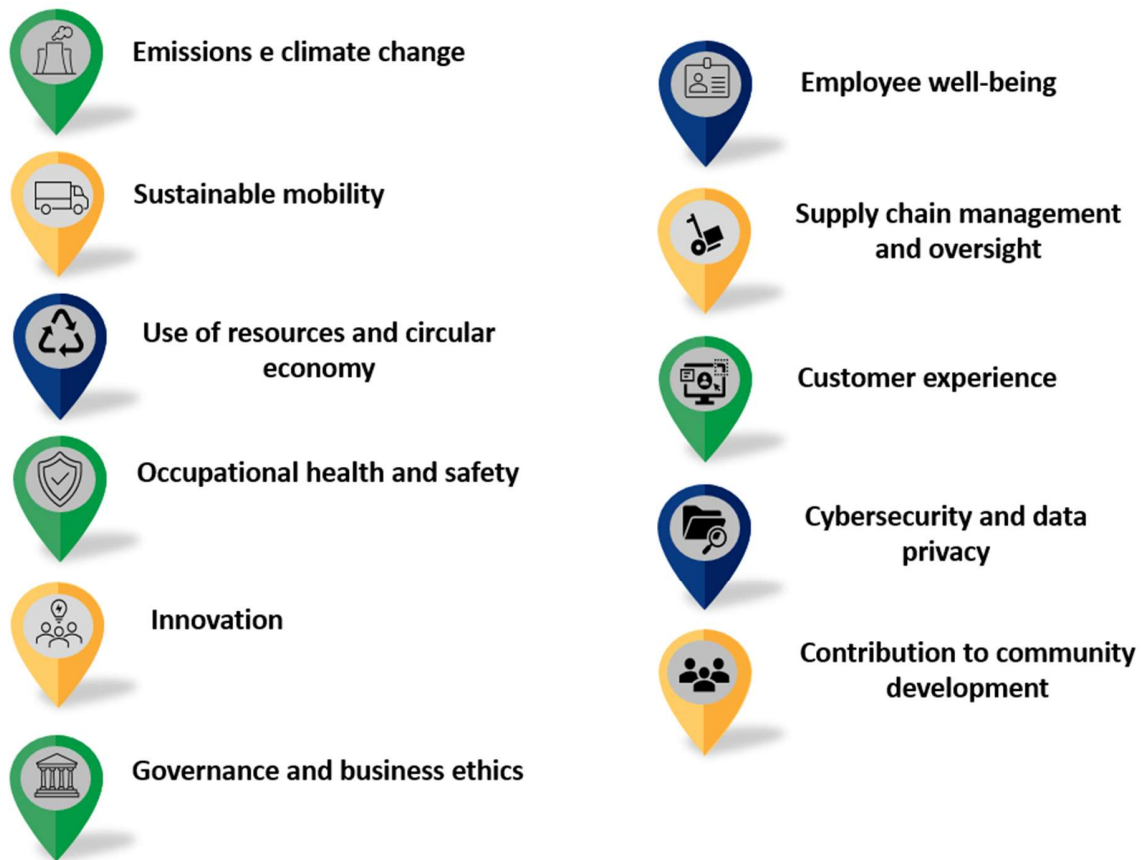 Emissions e climate change
Sustainable mobility
Use of resources and circular
economy
Occupational health and safety
Innovation
Governance and business ethics
Employee well-being
Supply chain management
and oversight
Customer experience
Cybersecurity and data
privacy
Contribution to community
development